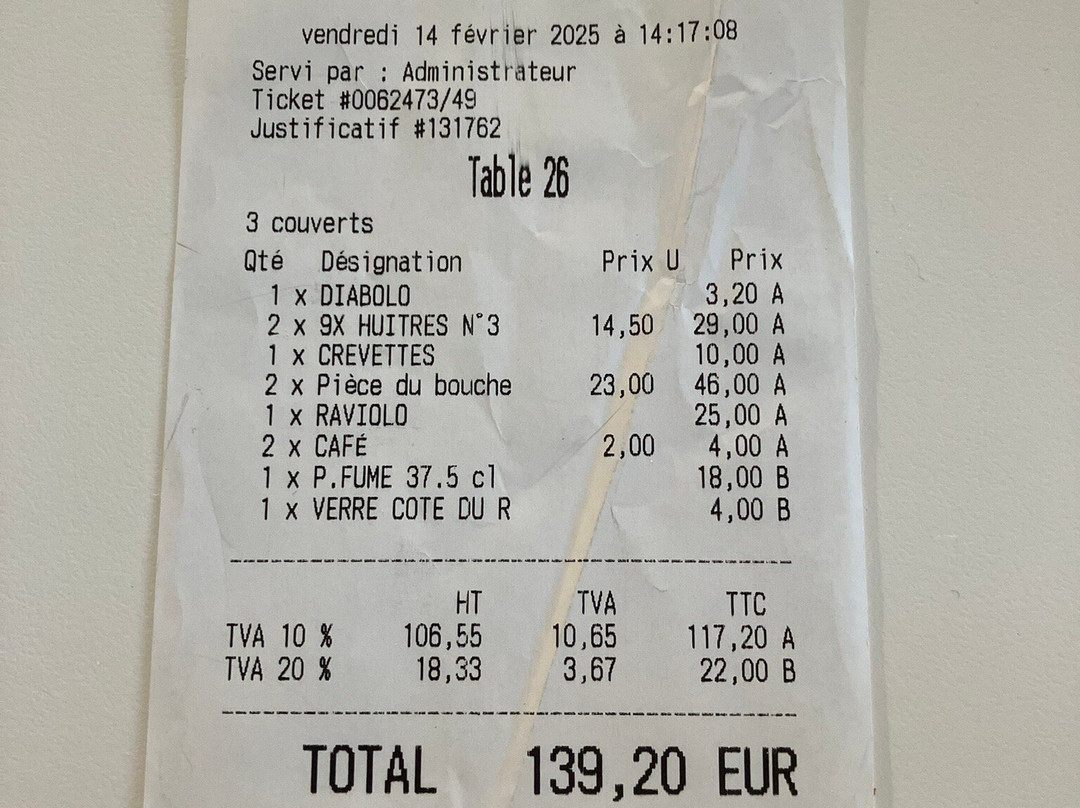 vendredi 14 février 2025 à 14:17:08
Servi par : Administrateur
Ticket #0062473/49
Justificatif #131762
Table 26
3 couverts
Qté Désignation Prix U Prix
1 x DIABOLO 3,20 A
2 x 9X HUITRES N°3 14,50 29,00 A
1 x CREVETTES 10,00 A
2 x Pièce du bouche 23,00 46,00 A
1 x RAVIOLO 25,00 A
2 x CAFÉ 2,00 4,00 A
1 x P.FUME 37.5 cl 18,00 B
1 x VERRE COTE DU R 4,00 B
HT TVA TTC
TVA 10 % 106,55 10,65 117,20 A
TVA 20 % 18,33 3,67 22,00 B
TOTAL 139,20 EUR